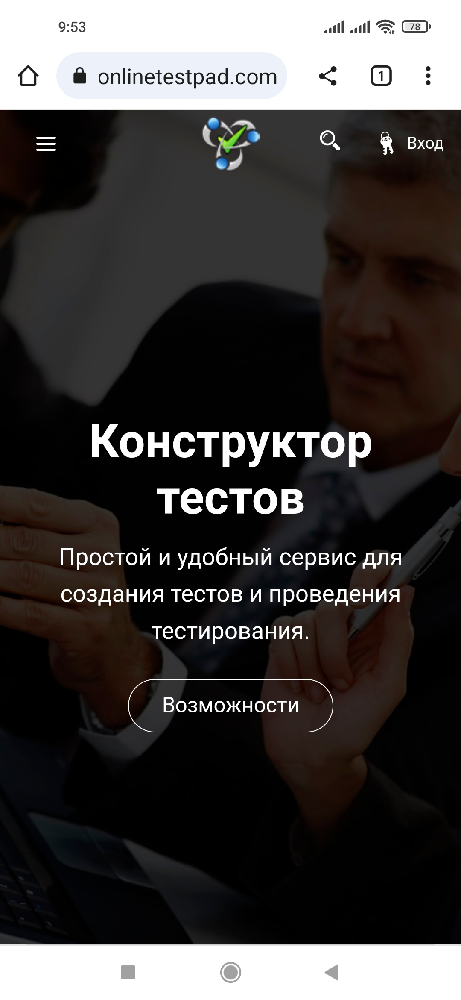 9:53
78
onlinetestpad.com
1
Вход
Конструктор
тестов
Простой и удобный сервис для
создания тестов и проведения
тестирования.
Возможности